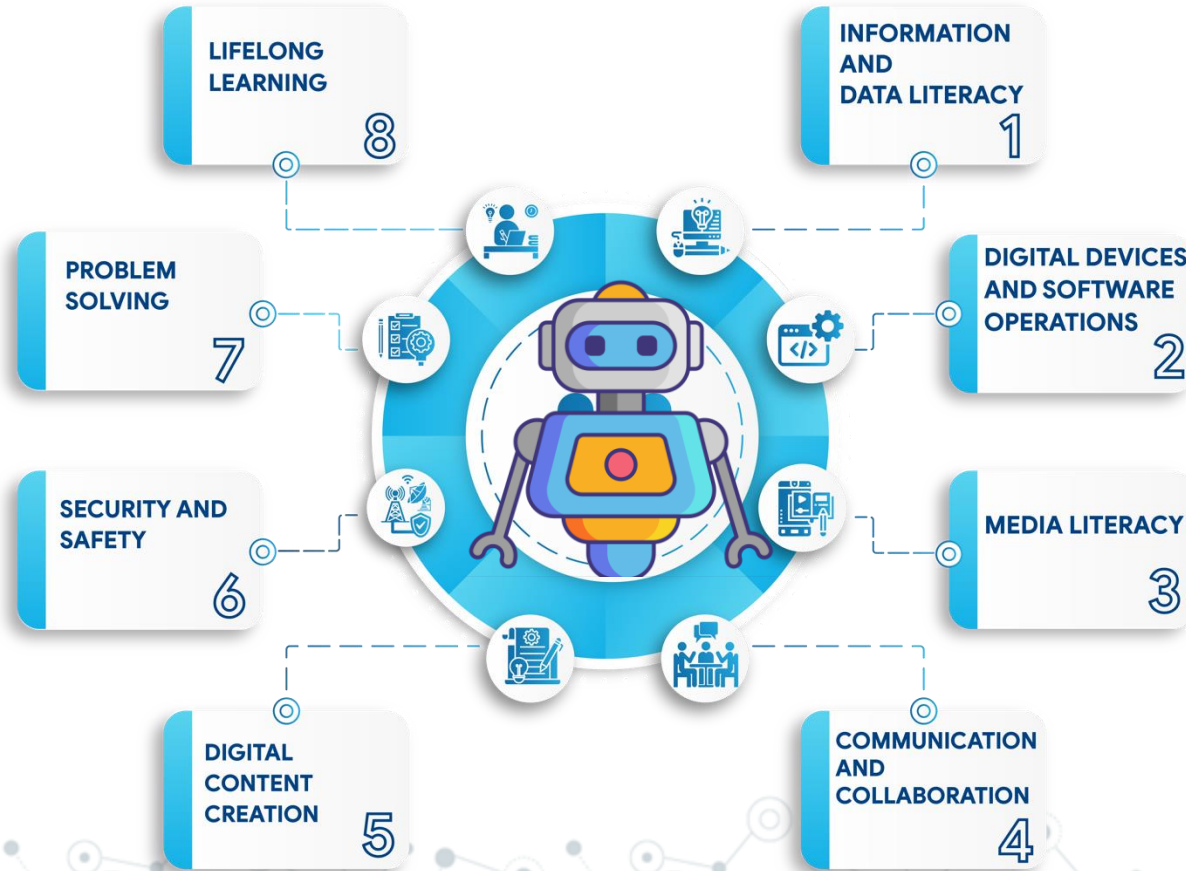 INFORMATION
AND
DATA LITERACY
1
DIGITAL DEVICES
AND SOFTWARE
OPERATIONS
2
MEDIA LITERACY
3
COMMUNICATION
AND
COLLABORATION
4
DIGITAL
CONTENT
CREATION
5
SECURITY AND
SAFETY
6
PROBLEM
SOLVING
7
LIFELONG
LEARNING
8